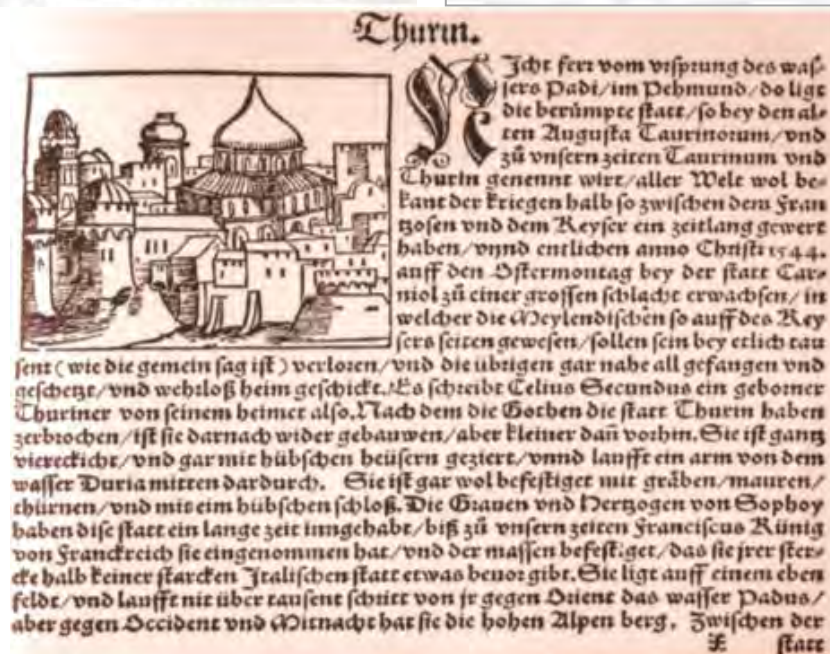 Thurin.
NJcht ferr vom vrsprung des was-
sers Padi/im Pehmund/do ligt
die berümpte statt/so bey den al-
ten Augusta Taurinorum/vnd
zů vnsern zeiten Taurinum vnd
Thurin genennt wirt/aller Welt wol be-
kant der kriegen halb so zwischen dem Fran
tzosen vnd dem Keyser ein zeitlang gewert
haben/vnnd entlichen anno Christi 1544.
auff den Ostermontag bey der statt Car-
niol zů einer grossen schlacht erwachsen/in
welcher die Meylendischen so auff des Key
sers seiten gewesen/sollen sein bey etlich tau
sent (wie die gemein sag ist) verloren/vnd die übrigen gar nahe all gefangen vnd
geschetzt/vnd wehrloß heim geschickt. Es schreibt Celius Secundus ein geborner
Thuriner von seinem heimet also. Nach dem die Gothen die statt Thurin haben
zerbrochen/ist sie darnach wider gebauwen/aber kleiner dañ vorhin. Sie ist gantz
viereckicht/vnd gar mit hübschen heüsern geziert/vnnd laufft ein arm von dem
wasser Duria mitten dardurch. Sie ist gar wol befestiget mit gräben/mauren/
thürnen/vnd mit eim hübschen schloß. Die Grauen vnd Hertzogen von Sophoy
haben dise statt ein lange zeit inngehabt/biß zů vnsern zeiten Franciscus Künig
von Franckreich sie eingenommen hat/vnd der massen befestiget/das sie jrer ster-
cke halb keiner starcken Jtalischen statt etwas beuor gibt. Sie ligt auff einem eben
feldt/vnd laufft nit über tausent schritt von jr gegen Orient das wasser Padus/
aber gegen Occident vnd Mitnacht hat sie die hohen Alpen berg. Zwischen der
statt